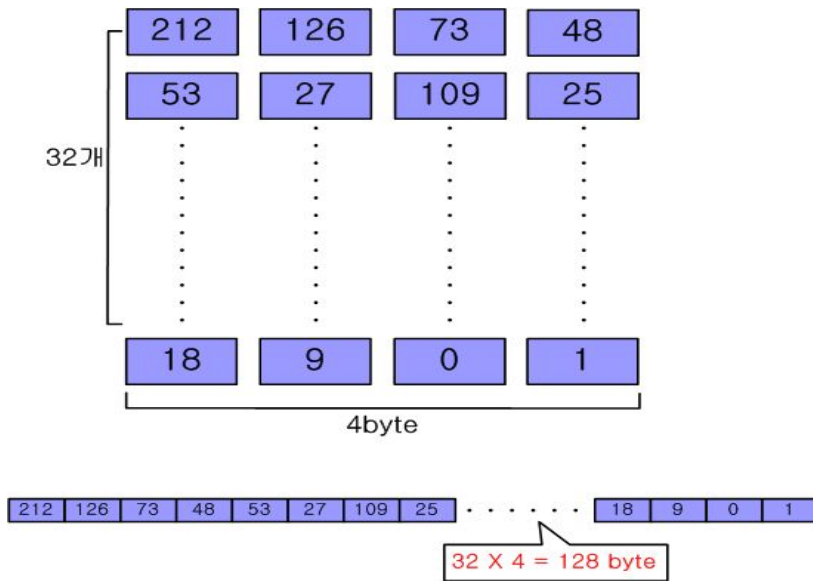 212 126 73 48
53 27 109 25
32개
18 9 0 1
4byte
212 126 73 48 53 27 109 25 18 9 0 1
32 X 4 = 128 byte